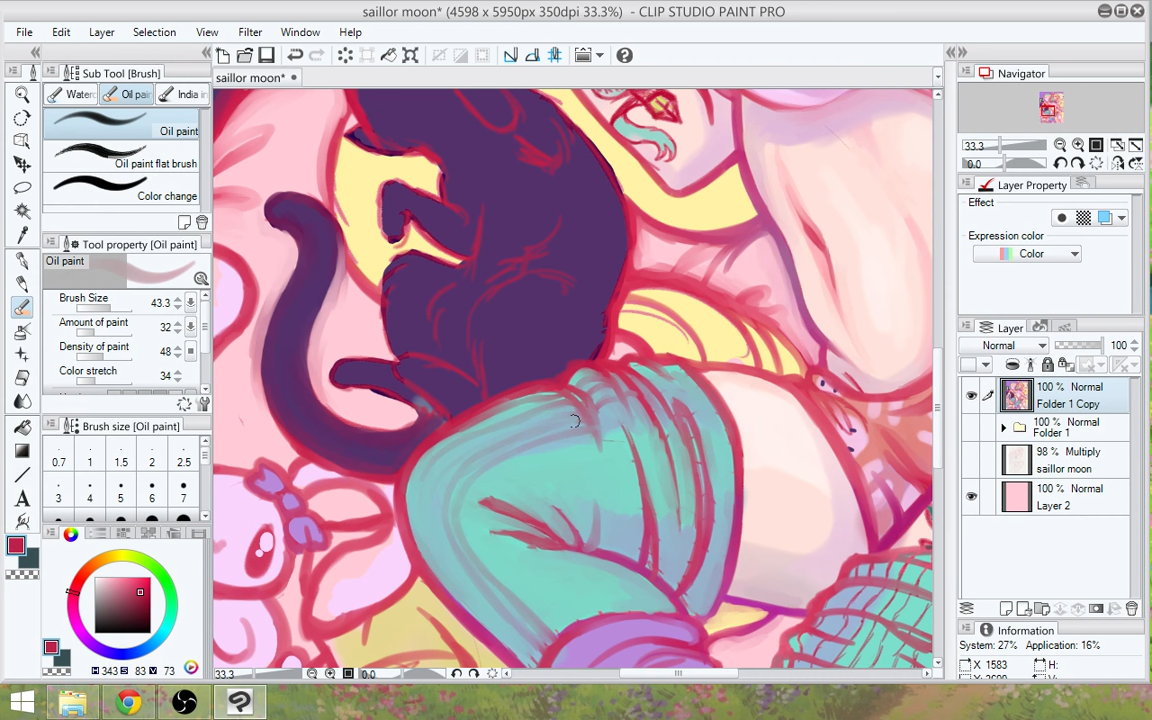 saillor moon* (4598 x 5950px 350dpi 33.3%) - CLIP STUDIO PAINT PRO
File Edit Layer Selection View Filter Window Help
Sub Tool [Brush]
saillor moon*
Navigator
Oil pain India in
Oil paint
Oil paint flat brush
Color change
33.3
0.0
Layer Property
Effect
Expression color
Color
Tool property [Oil paint]
Oil paint
Brush Size 43.3
Amount of paint 32
Density of paint 48
Color stretch 34
Layer
Normal 100
100 % Normal
Folder 1 Copy
100 % Normal
Folder 1
98 % Multiply
saillor moon
100 % Normal
Layer 2
Brush size [Oil paint]
0.7 1 1.5 2 2.5
3 4 5 6 7
A
H 343 S 83 V 73
33.3 0.0
Information
System: 27% Application: 16%
X 1583 H: